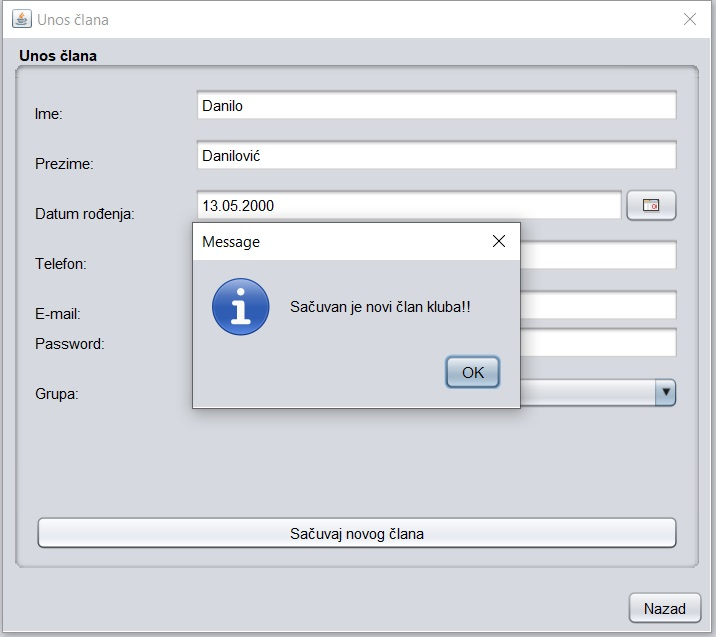 Unos člana
Unos člana
Ime:
Danilo
Prezime:
Danilović
Datum rođenja:
13.05.2000
Message
Telefon:
Sačuvan je novi član kluba!!
E-mail:
Password:
OK
Grupa:
Sačuvaj novog člana
Nazad